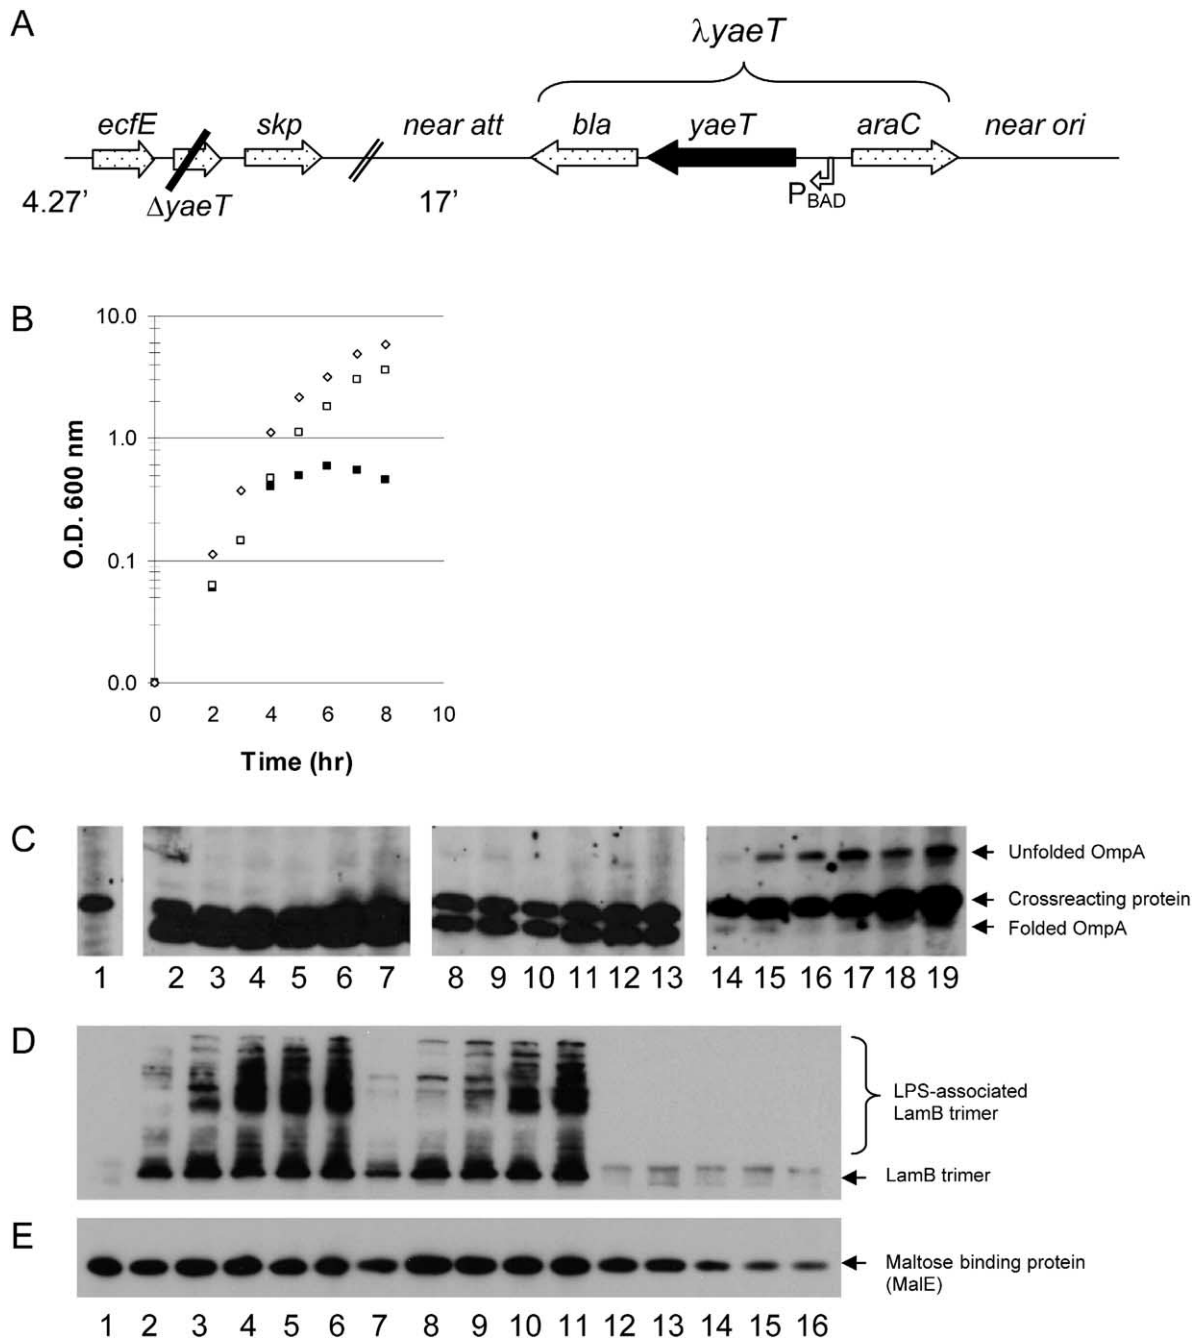 A
λyaeT
ecfE skp near att bla yaeT araC near ori
4.27’ ΔyaeT 17’ PBAD
B
10.0
1.0
0.1
0.0
O.D. 600 nm
0 2 4 6 8 10
Time (hr)
C
Unfolded OmpA
Crossreacting protein
Folded OmpA
1 2 3 4 5 6 7 8 9 10 11 12 13 14 15 16 17 18 19
D
LPS-associated
LamB trimer
LamB trimer
E
Maltose binding protein
(MalE)
1 2 3 4 5 6 7 8 9 10 11 12 13 14 15 16